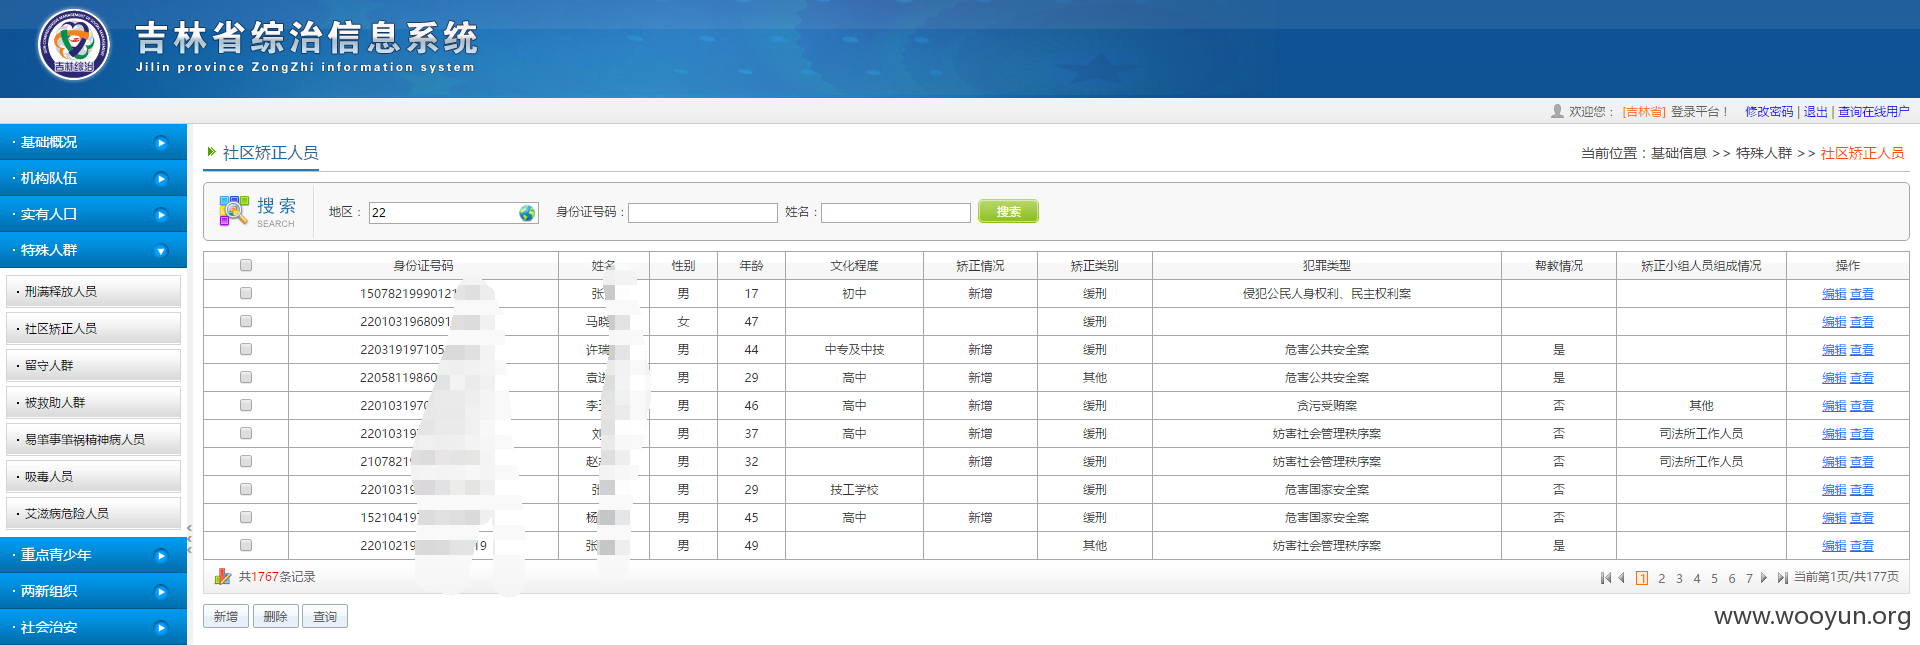 吉林省综治信息系统
Jilin province ZongZhi information system
吉林综治
欢迎您： [吉林省] 登录平台！ 修改密码 | 退出 | 查询在线用户
· 基础概况
· 机构队伍
· 实有人口
· 特殊人群
· 刑满释放人员
· 社区矫正人员
· 留守人群
· 被救助人群
· 易肇事肇祸精神病人员
· 吸毒人员
· 艾滋病危险人员
· 重点青少年
· 两新组织
· 社会治安
社区矫正人员
当前位置：基础信息 >> 特殊人群 >> 社区矫正人员
搜 索
SEARCH
地区： 22 身份证号码： 姓名： 搜索
身份证号码 姓名 性别 年龄 文化程度 矫正情况 矫正类别 犯罪类型 帮教情况 矫正小组人员组成情况 操作
15078219990121 张 男 17 初中 新增 缓刑 侵犯公民人身权利、民主权利案 编辑 查看
2201031968091 马晓 女 47 缓刑 编辑 查看
220319197105 许瑞 男 44 中专及中技 新增 缓刑 危害公共安全案 是 编辑 查看
22058119860 袁进 男 29 高中 新增 其他 危害公共安全案 是 编辑 查看
220103197 李 男 46 高中 新增 缓刑 贪污受贿案 否 其他 编辑 查看
22010319 刘 男 37 高中 新增 缓刑 妨害社会管理秩序案 否 司法所工作人员 编辑 查看
2107821 赵 男 32 新增 缓刑 妨害社会管理秩序案 否 司法所工作人员 编辑 查看
22010319 张 男 29 技工学校 缓刑 危害国家安全案 否 编辑 查看
15210419 杨 男 45 高中 新增 缓刑 危害国家安全案 否 编辑 查看
22010219 19 张 男 49 其他 妨害社会管理秩序案 是 编辑 查看
共1767条记录
1 2 3 4 5 6 7 当前第1页/共177页
新增 删除 查询
www.wooyun.org